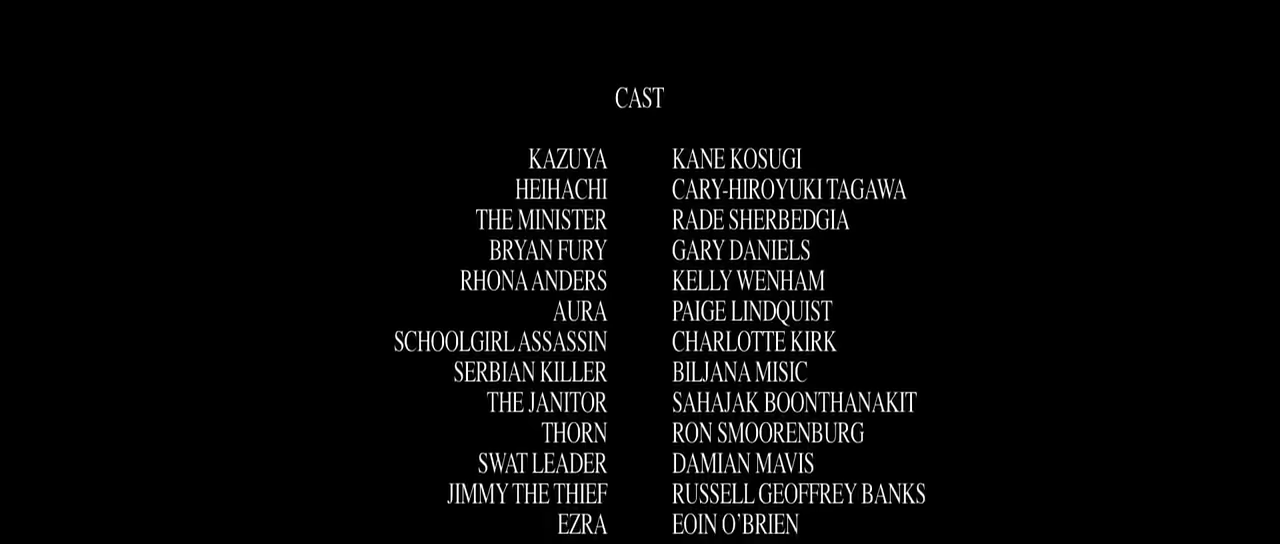 CAST
KAZUYA KANE KOSUGI
HEIHACHI CARY-HIROYUKI TAGAWA
THE MINISTER RADE SHERBEDGIA
BRYAN FURY GARY DANIELS
RHONA ANDERS KELLY WENHAM
AURA PAIGE LINDQUIST
SCHOOLGIRL ASSASSIN CHARLOTTE KIRK
SERBIAN KILLER BILJANA MISIC
THE JANITOR SAHAJAK BOONTHANAKIT
THORN RON SMOORENBURG
SWAT LEADER DAMIAN MAVIS
JIMMY THE THIEF RUSSELL GEOFFREY BANKS
EZRA EOIN O’BRIEN